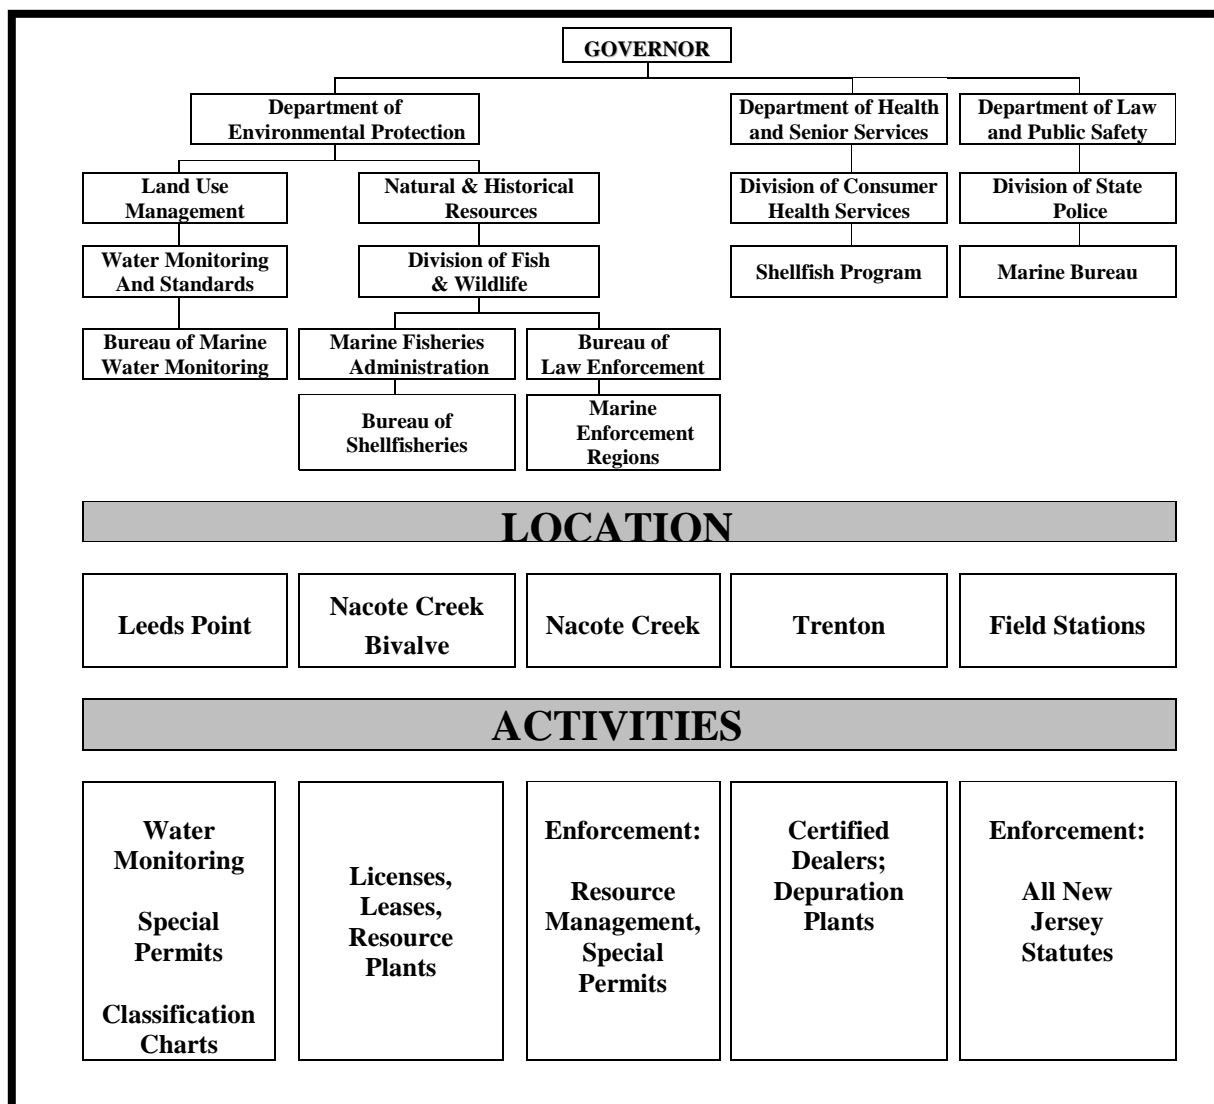 GOVERNOR
Department of
Environmental Protection
Department of Health
and Senior Services
Department of Law
and Public Safety
Land Use
Management
Natural & Historical
Resources
Division of Consumer
Health Services
Division of State
Police
Water Monitoring
And Standards
Division of Fish
& Wildlife
Shellfish Program
Marine Bureau
Bureau of Marine
Water Monitoring
Marine Fisheries
Administration
Bureau of
Law Enforcement
Bureau of
Shellfisheries
Marine
Enforcement
Regions
LOCATION
Leeds Point
Nacote Creek
Bivalve
Nacote Creek
Trenton
Field Stations
ACTIVITIES
Water
Monitoring
Special
Permits
Classification
Charts
Licenses,
Leases,
Resource
Plants
Enforcement:
Resource
Management,
Special
Permits
Certified
Dealers;
Depuration
Plants
Enforcement:
All New
Jersey
Statutes